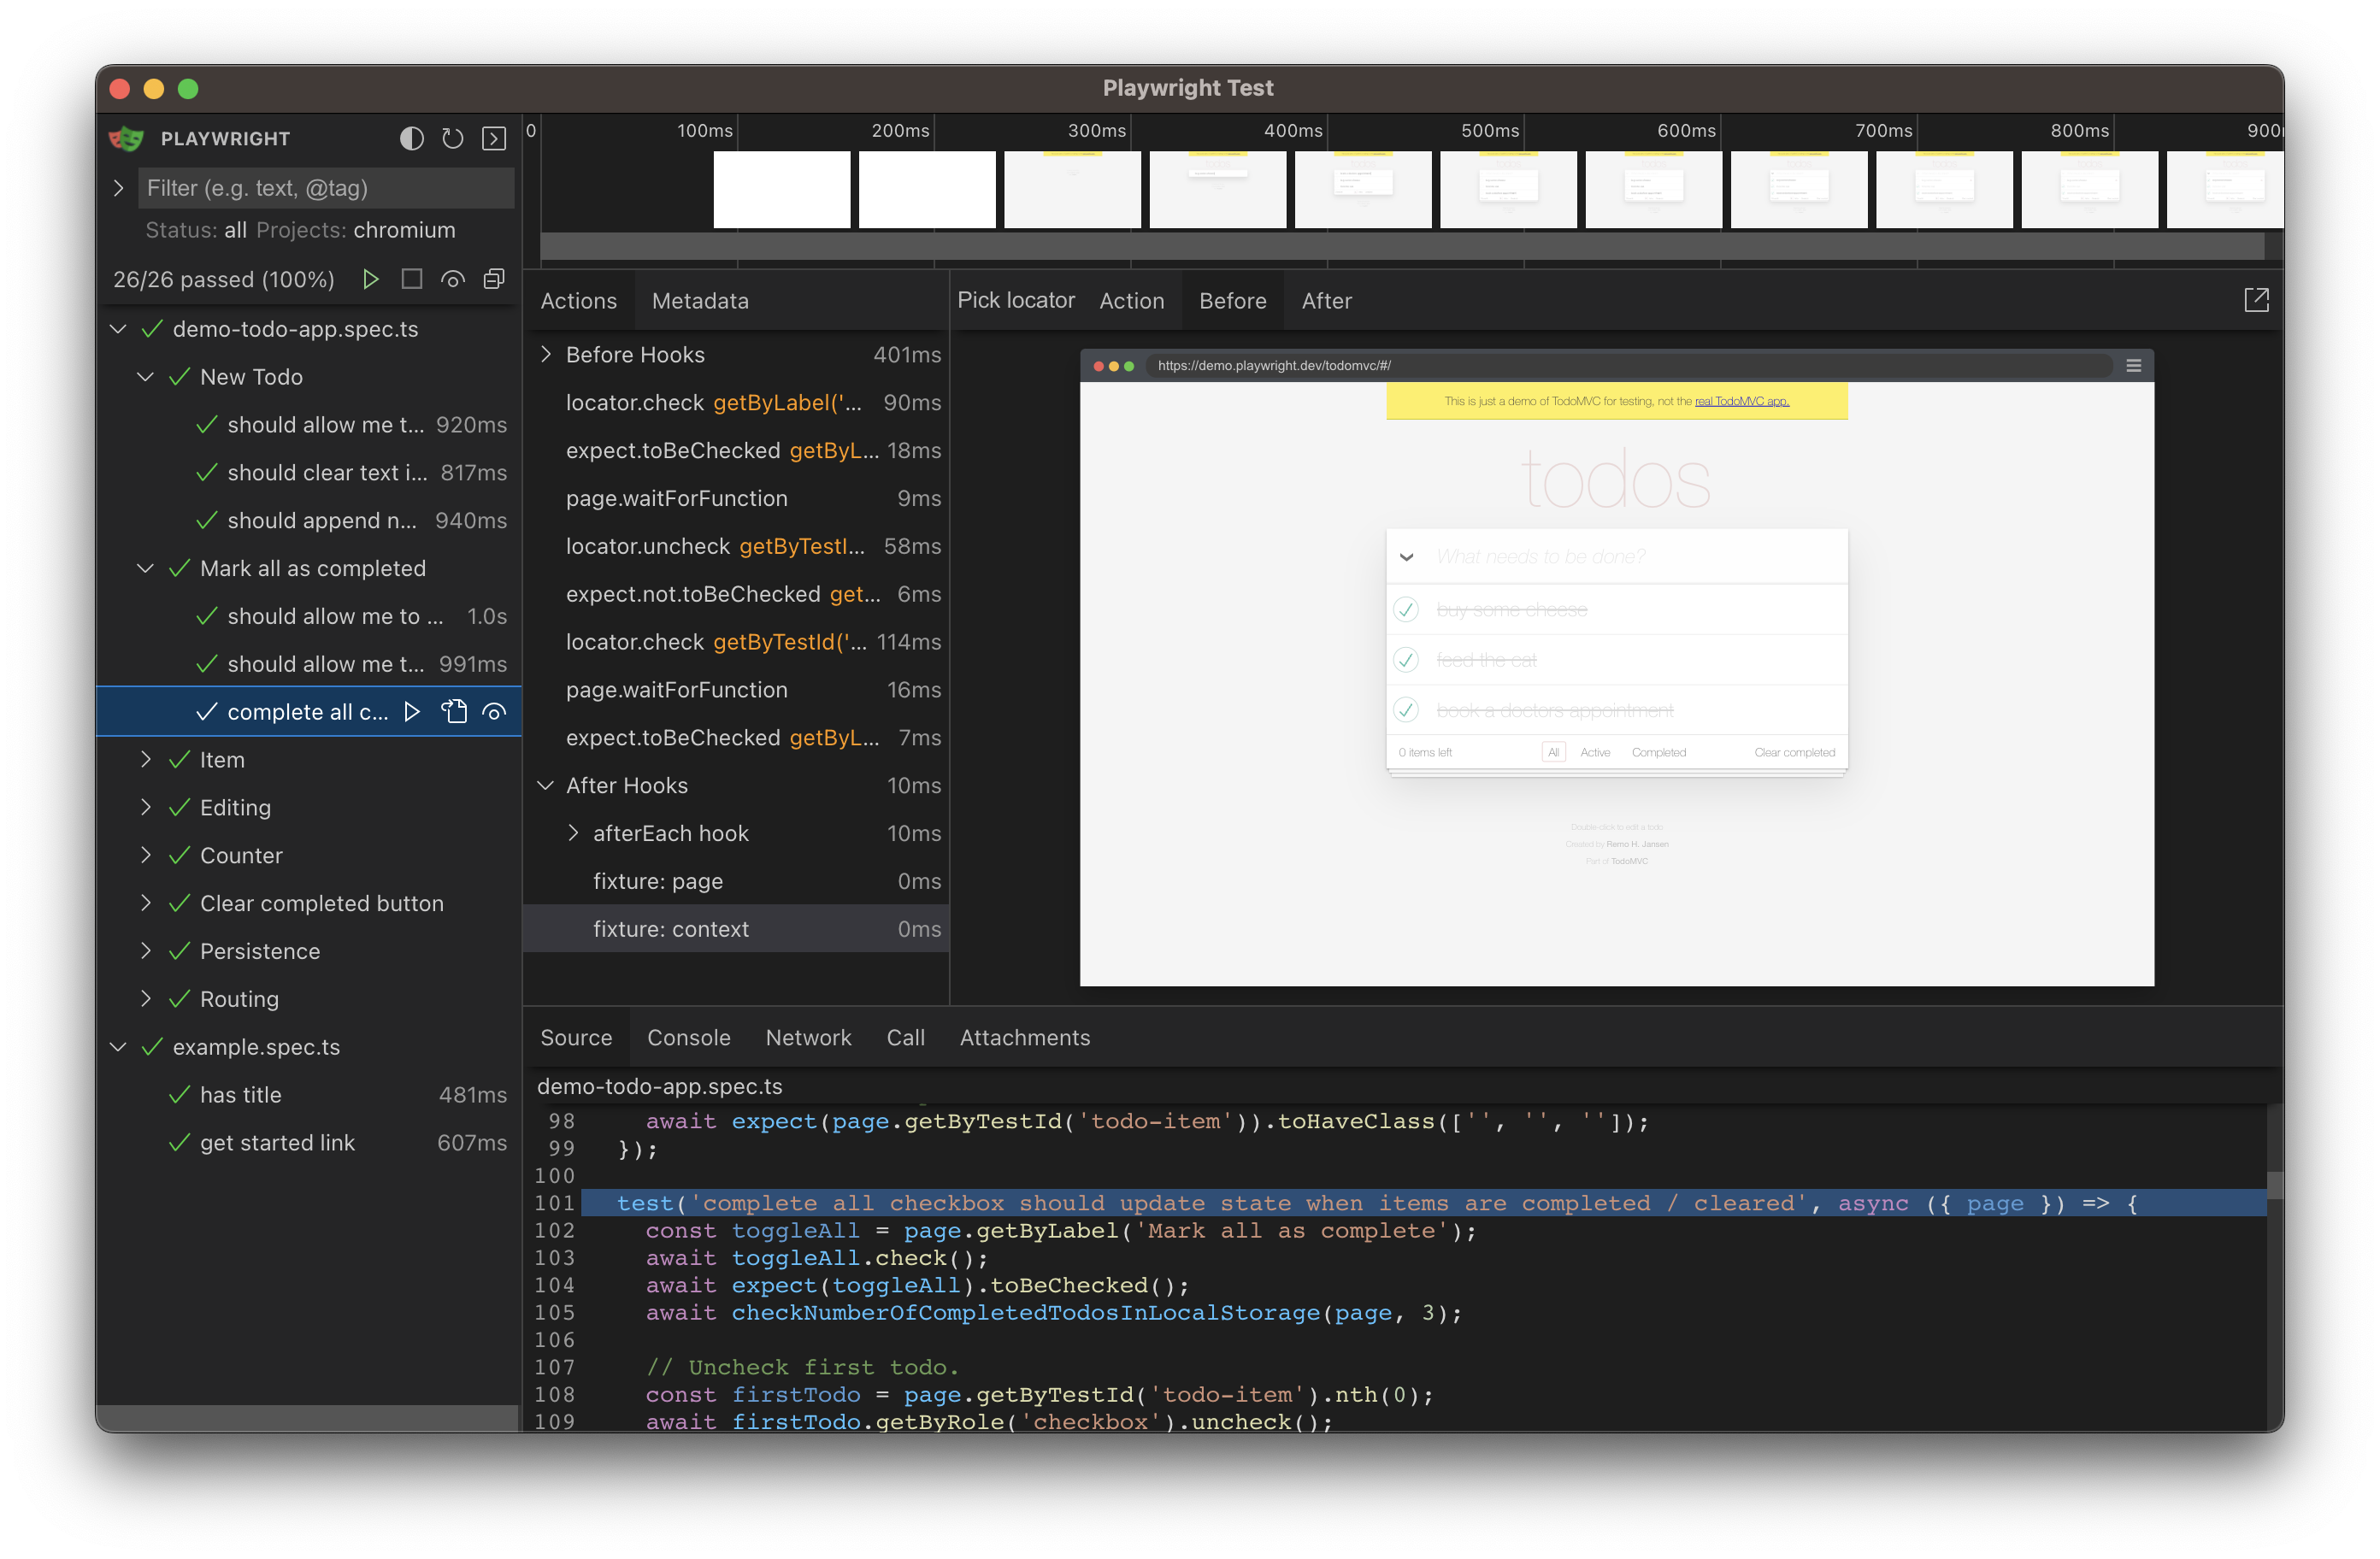 Playwright Test
PLAYWRIGHT
Filter (e.g. text, @tag)
Status: all Projects: chromium
26/26 passed (100%)
demo-todo-app.spec.ts
New Todo
should allow me t... 920ms
should clear text i... 817ms
should append n... 940ms
Mark all as completed
should allow me to ... 1.0s
should allow me t... 991ms
complete all c...
Item
Editing
Counter
Clear completed button
Persistence
Routing
example.spec.ts
has title 481ms
get started link 607ms
0 100ms 200ms 300ms 400ms 500ms 600ms 700ms 800ms 900
Actions Metadata
Before Hooks 401ms
locator.check getByLabel('... 90ms
expect.toBeChecked getByL... 18ms
page.waitForFunction 9ms
locator.uncheck getByTestI... 58ms
expect.not.toBeChecked get... 6ms
locator.check getByTestId('... 114ms
page.waitForFunction 16ms
expect.toBeChecked getByL... 7ms
After Hooks 10ms
afterEach hook 10ms
fixture: page 0ms
fixture: context 0ms
Pick locator Action Before After
https://demo.playwright.dev/todomvc/#/
This is just a demo of TodoMVC for testing, not the real TodoMVC app.
todos
What needs to be done?
buy some cheese
feed the cat
book a doctors appointment
0 items left All Active Completed Clear completed
Double-click to edit a todo
Created by Remo H. Jansen
Part of TodoMVC
Source Console Network Call Attachments
demo-todo-app.spec.ts
98 await expect(page.getByTestId('todo-item')).toHaveClass(['', '', '']);
99 });
100
101 test('complete all checkbox should update state when items are completed / cleared', async ({ page }) => {
102 const toggleAll = page.getByLabel('Mark all as complete');
103 await toggleAll.check();
104 await expect(toggleAll).toBeChecked();
105 await checkNumberOfCompletedTodosInLocalStorage(page, 3);
106
107 // Uncheck first todo.
108 const firstTodo = page.getByTestId('todo-item').nth(0);
109 await firstTodo.getByRole('checkbox').uncheck();